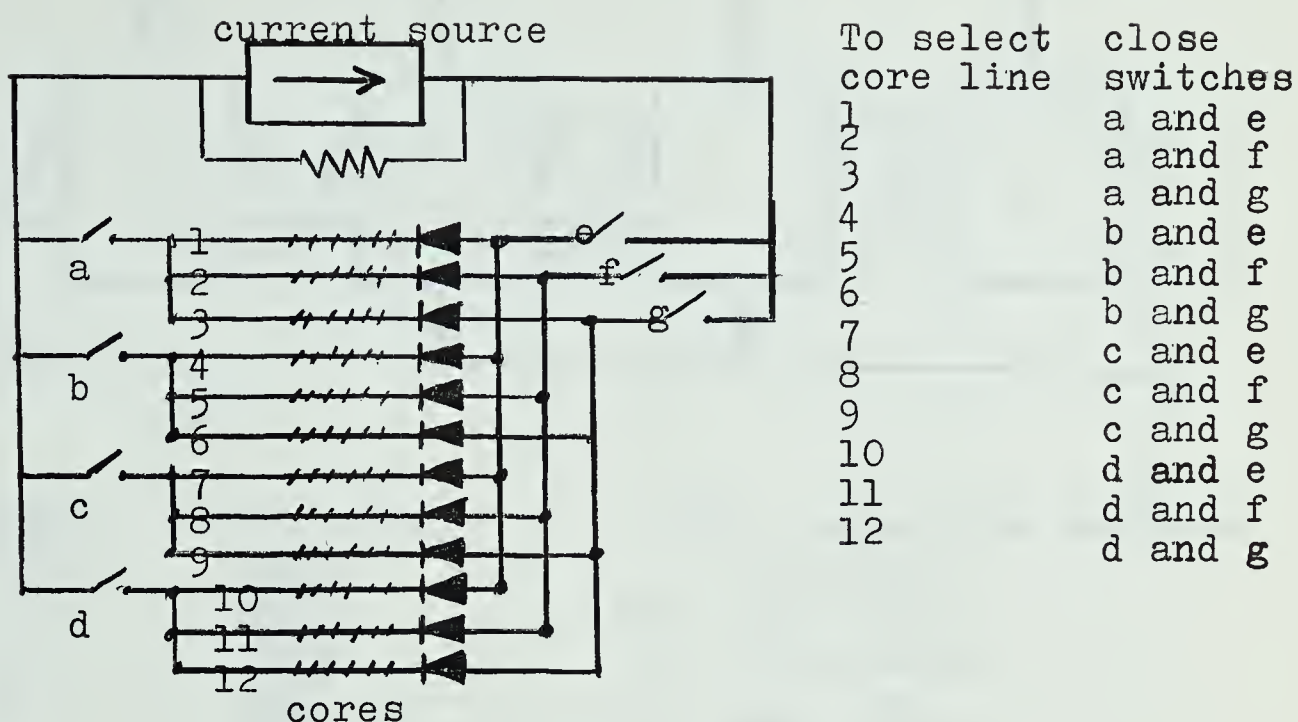 current source
a
b
c
d
e
f
g
1
2
3
4
5
6
7
8
9
10
11
12
cores
To select close
core line switches
1 a and e
2 a and f
3 a and g
4 b and e
5 b and f
6 b and g
7 c and e
8 c and f
9 c and g
10 d and e
11 d and f
12 d and g